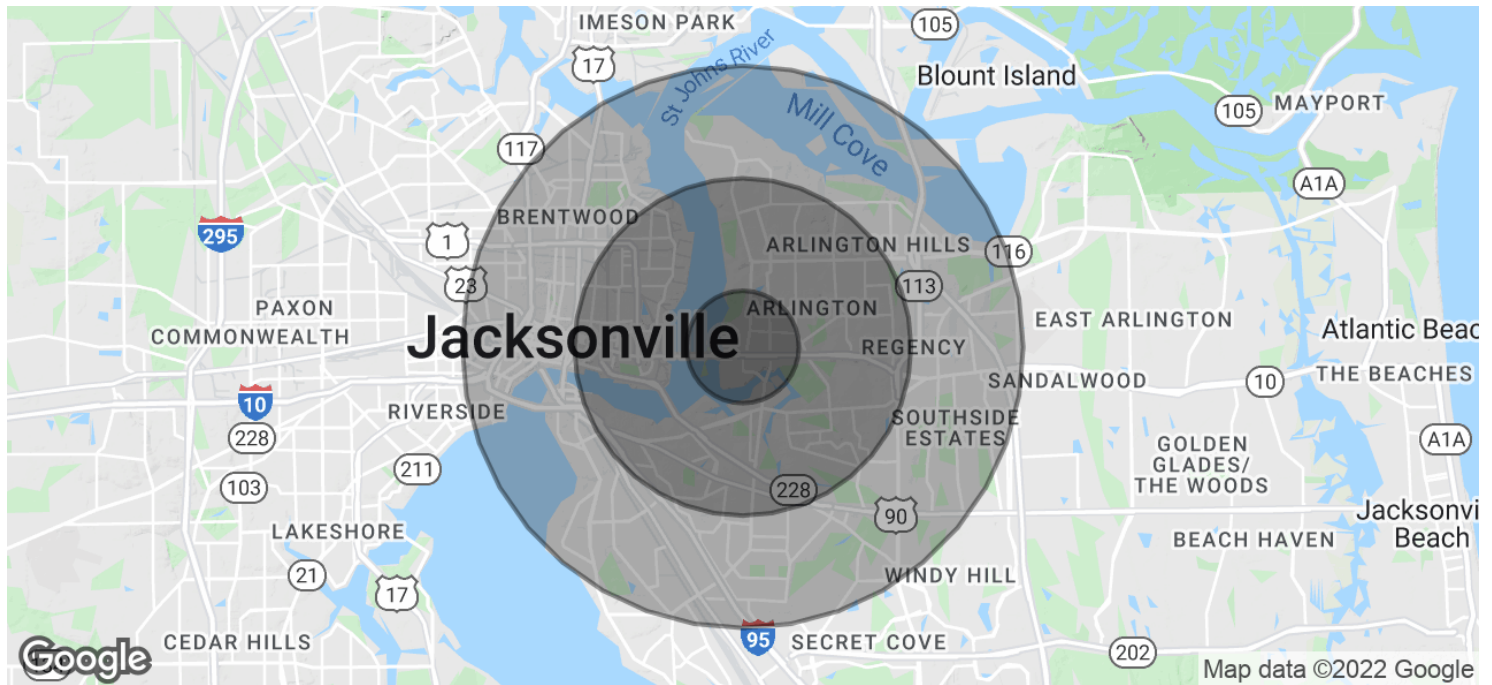 IMESON PARK
105
17
St Johns River
Blount Island
Mill Cove
105
MAYPORT
117
A1A
BRENTWOOD
295
1
ARLINGTON HILLS
116
23
113
PAXON
ARLINGTON
EAST ARLINGTON
COMMONWEALTH
Jacksonville
REGENCY
Atlantic Beac
SANDALWOOD
10
THE BEACHES
10
RIVERSIDE
SOUTHSIDE
ESTATES
228
A1A
GOLDEN
GLADES/
THE WOODS
211
103
228
90
Jacksonvi
Beach
LAKESHORE
BEACH HAVEN
21
17
WINDY HILL
CEDAR HILLS
95
SECRET COVE
202
Google
Map data ©2022 Google